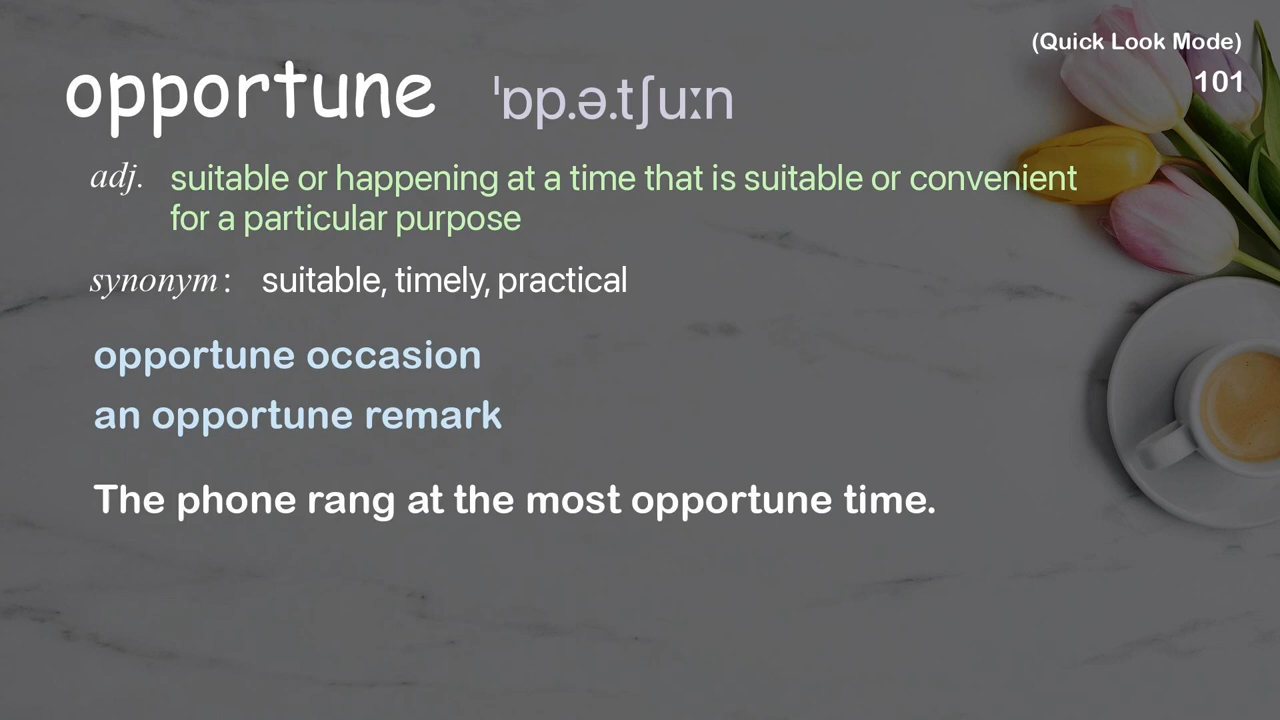 (Quick Look Mode)
opportune ˈɒp.ə.tʃuːn
101
adj. suitable or happening at a time that is suitable or convenient
for a particular purpose
synonym: suitable, timely, practical
opportune occasion
an opportune remark
The phone rang at the most opportune time.